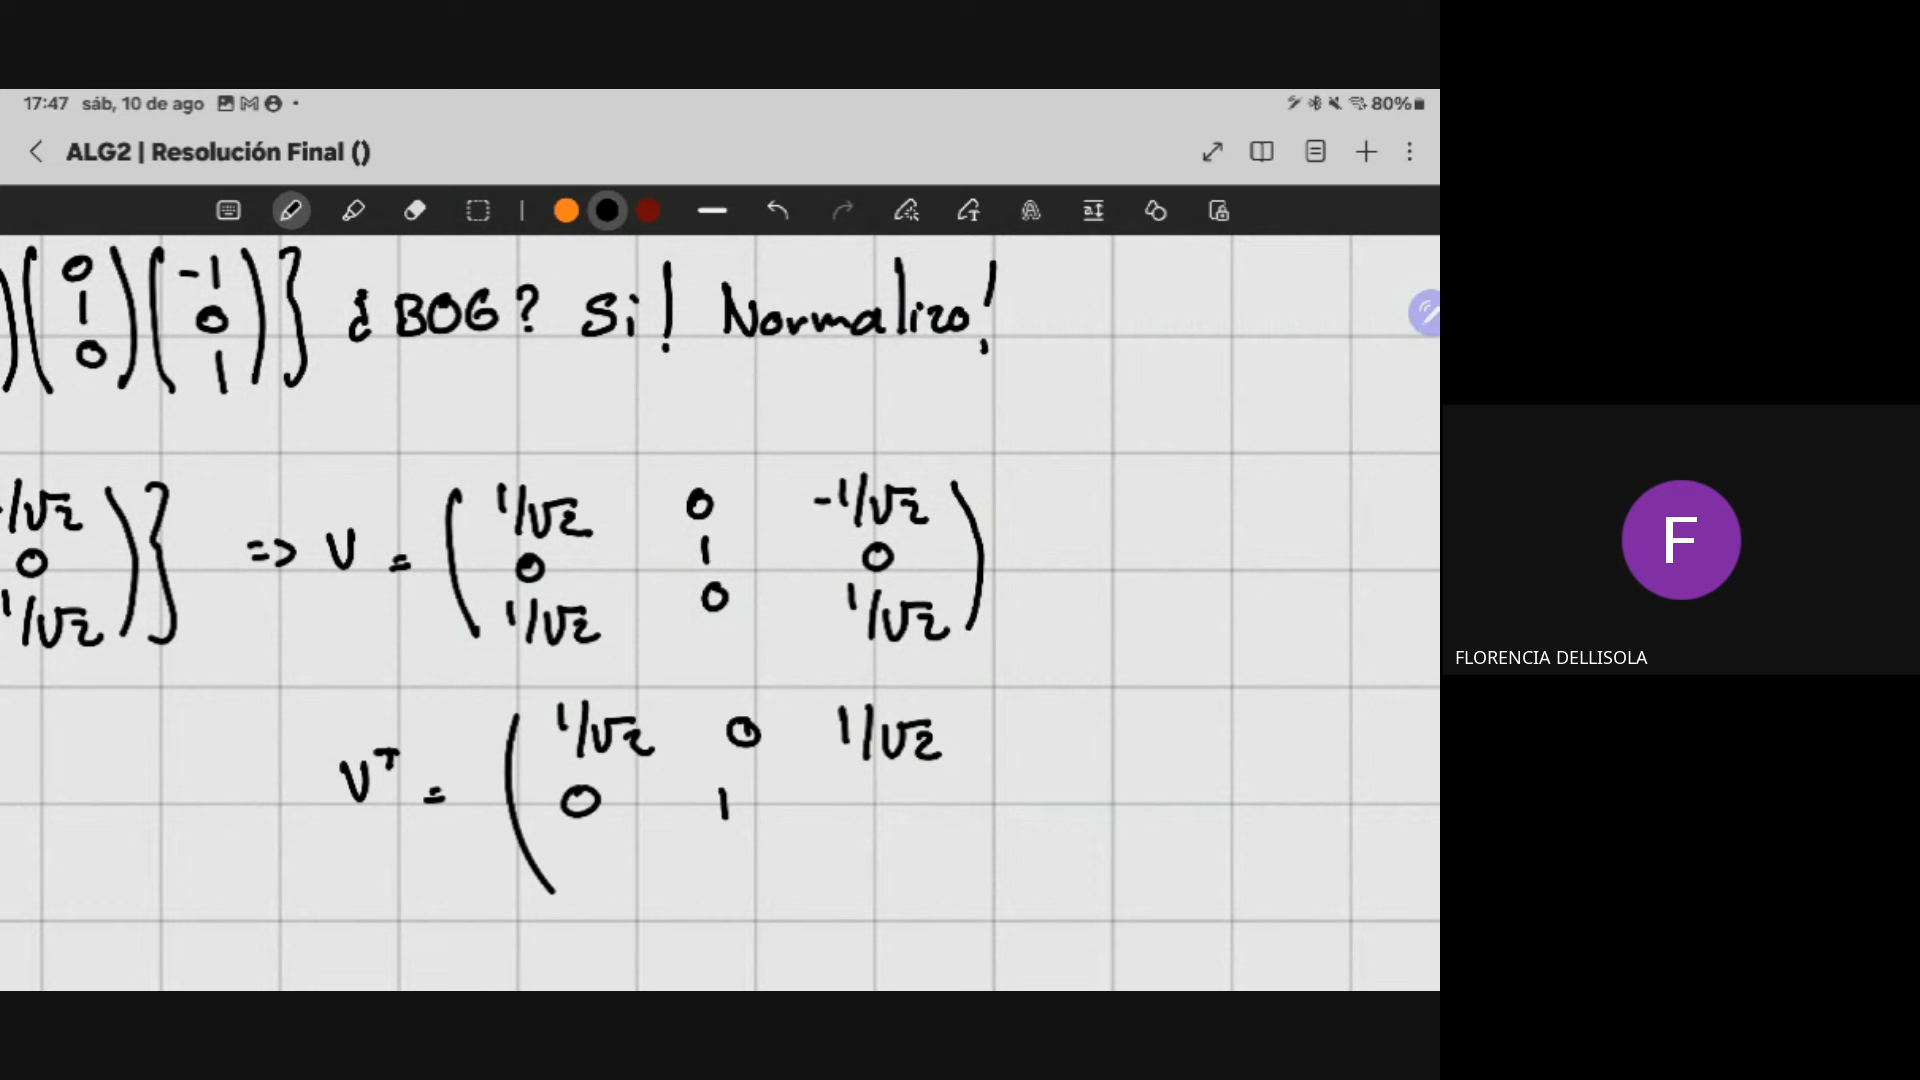 17:47 sáb, 10 de ago
80%
ALG2 | Resolución Final ()
) ( 0 ) ( -1 ) }
1 0
0 1
¿BOG? Si! Normalizo!
-1/√2 ) }
0
1/√2
=> V = ( 1/√2 0 -1/√2 )
0 1 0
1/√2 0 1/√2
V^T = ( 1/√2 0 1/√2
0 1
F
FLORENCIA DELLISOLA